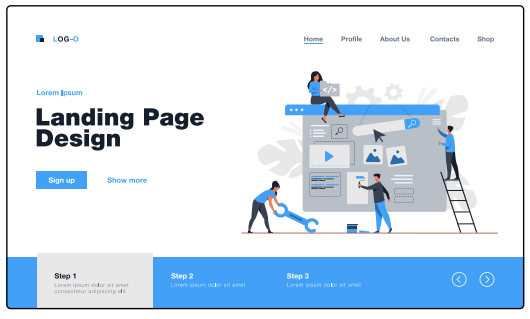 LOG-O
Home Profile About Us Contacts Shop
</>
Lorem Ipsum
Landing Page
Design
Sign up Show more
Step 1 Step 2 Step 3
Lorem ipsum dolor sit amet Lorem ipsum dolor sit amet Lorem ipsum dolor sit amet
consectetur adipiscing elit